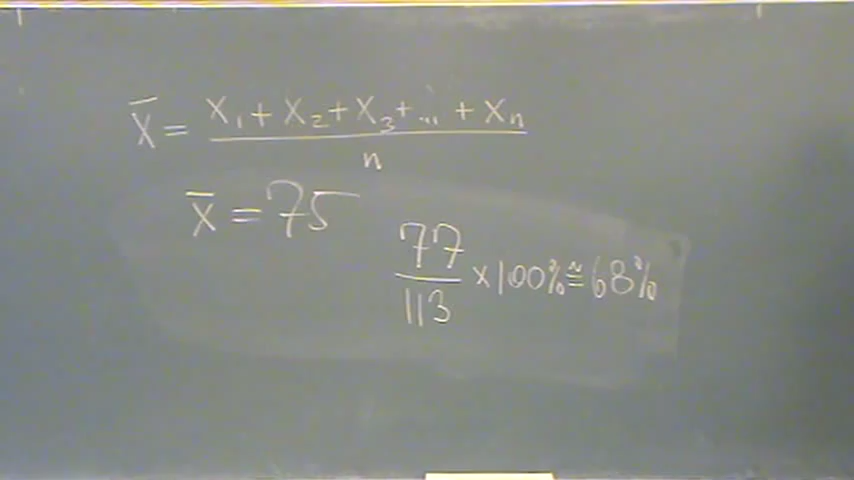 X̄ = (X₁ + X₂ + X₃ + ... + Xₙ) / n
X̄ = 75
77/113 × 100% ≅ 68%